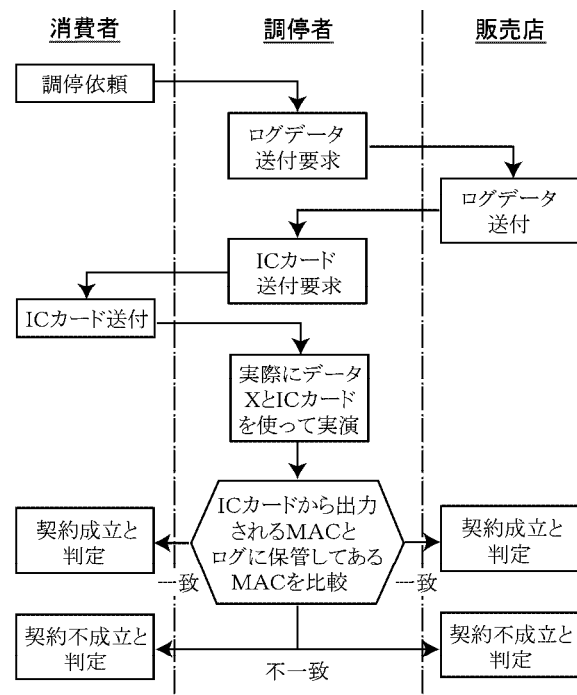 消費者
調停者
販売店
調停依頼
ログデータ
送付要求
ログデータ
送付
ICカード
送付要求
ICカード送付
実際にデータ
XとICカード
を使って実演
ICカードから出力
されるMACと
ログに保管してある
MACを比較
契約成立と
判定
契約成立と
判定
一致
一致
契約不成立と
判定
契約不成立と
判定
不一致